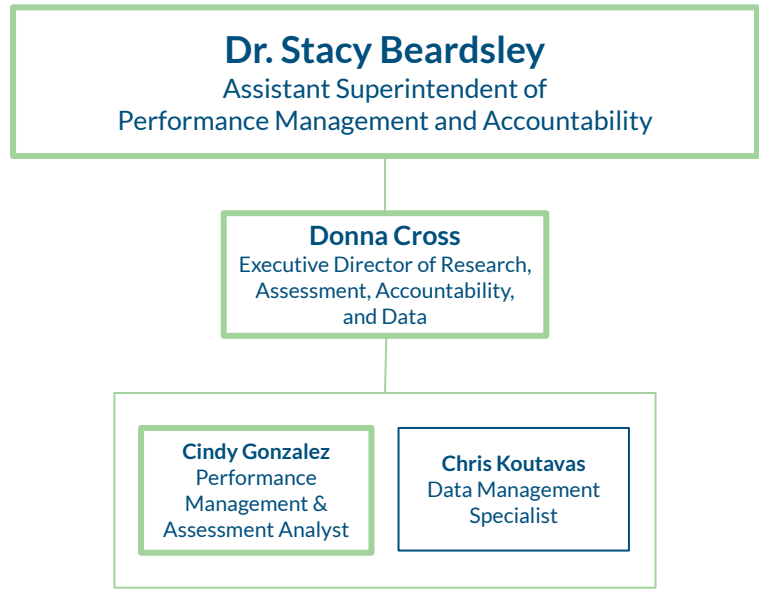 Dr. Stacy Beardsley
Assistant Superintendent of
Performance Management and Accountability
Donna Cross
Executive Director of Research,
Assessment, Accountability,
and Data
Cindy Gonzalez
Performance
Management &
Assessment Analyst
Chris Koutavas
Data Management
Specialist